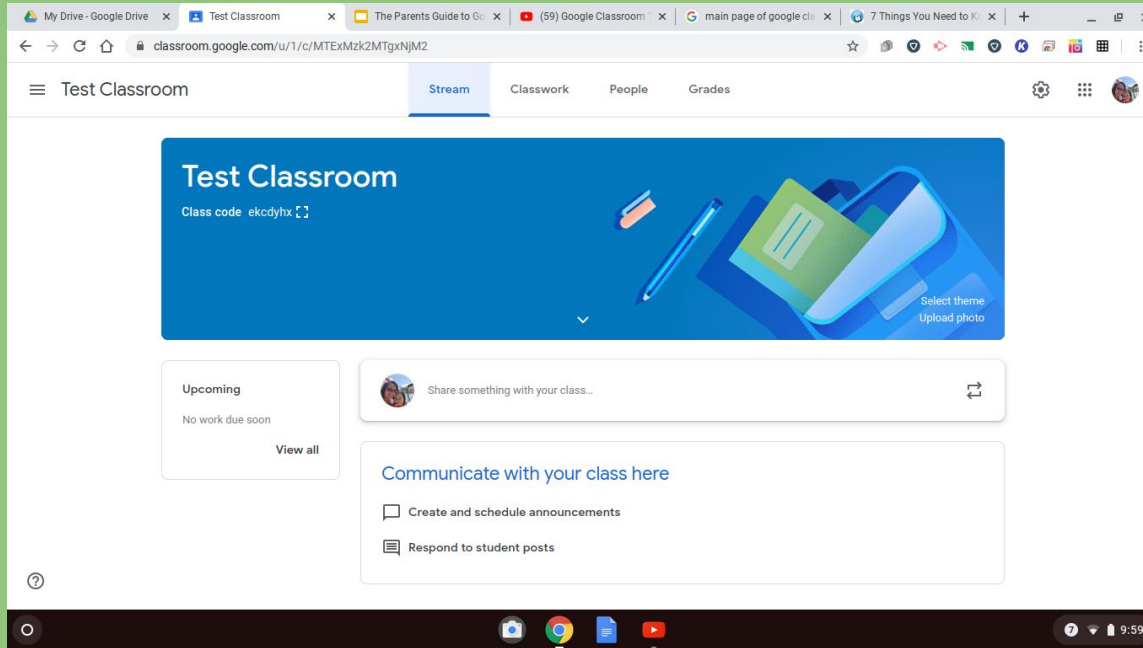 My Drive - Google Drive
Test Classroom
The Parents Guide to Go
(59) Google Classroom T
main page of google cla
7 Things You Need to K
classroom.google.com/u/1/c/MTExMzk2MTgxNjM2
Test Classroom
Stream Classwork People Grades
Test Classroom
Class code ekcdyhx
Select theme
Upload photo
Upcoming
No work due soon
View all
Share something with your class...
Communicate with your class here
Create and schedule announcements
Respond to student posts
7 9:59